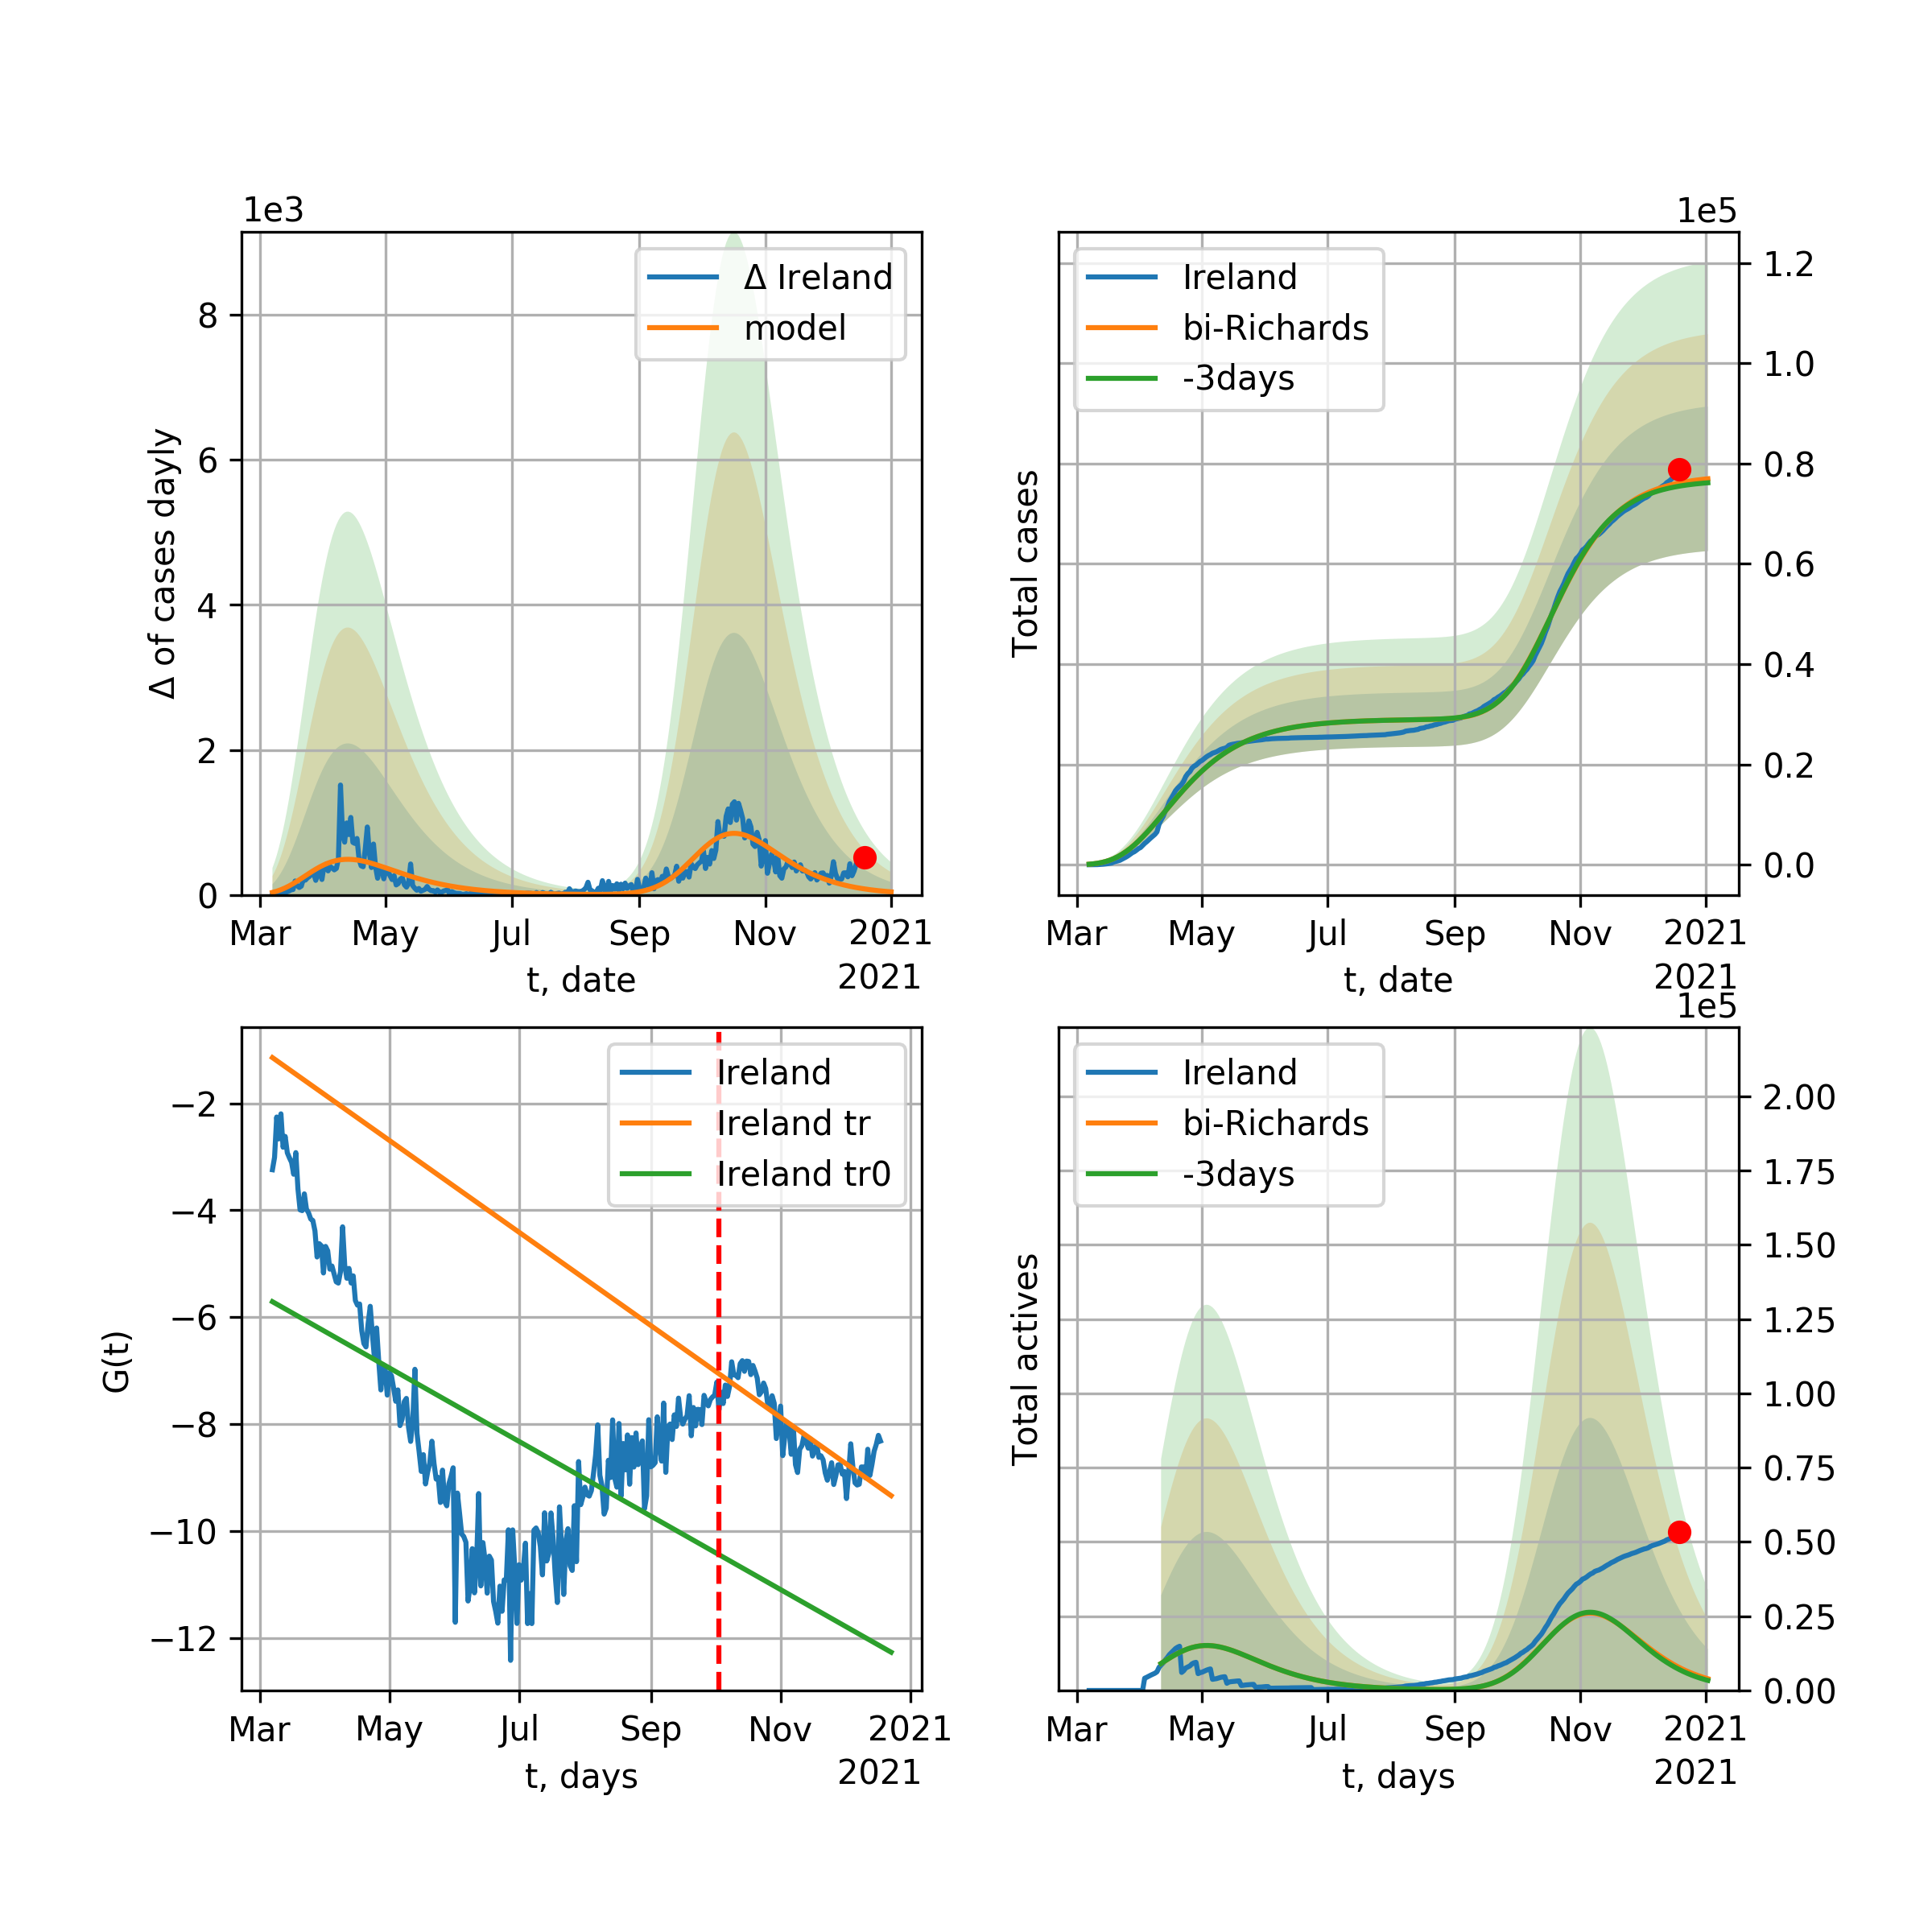 1e3
Δ of cases dayly
8
6
4
2
0
Δ Ireland
model
Mar May Jul Sep Nov 2021
t, date
2021
1e5
Total cases
Ireland
bi-Richards
-3days
1.2
1.0
0.8
0.6
0.4
0.2
0.0
Mar May Jul Sep Nov 2021
t, date
2021
G(t)
−2
−4
−6
−8
−10
−12
Ireland
Ireland tr
Ireland tr0
Mar May Jul Sep Nov 2021
t, days
2021
1e5
Total actives
Ireland
bi-Richards
-3days
2.00
1.75
1.50
1.25
1.00
0.75
0.50
0.25
0.00
Mar May Jul Sep Nov 2021
t, days
2021